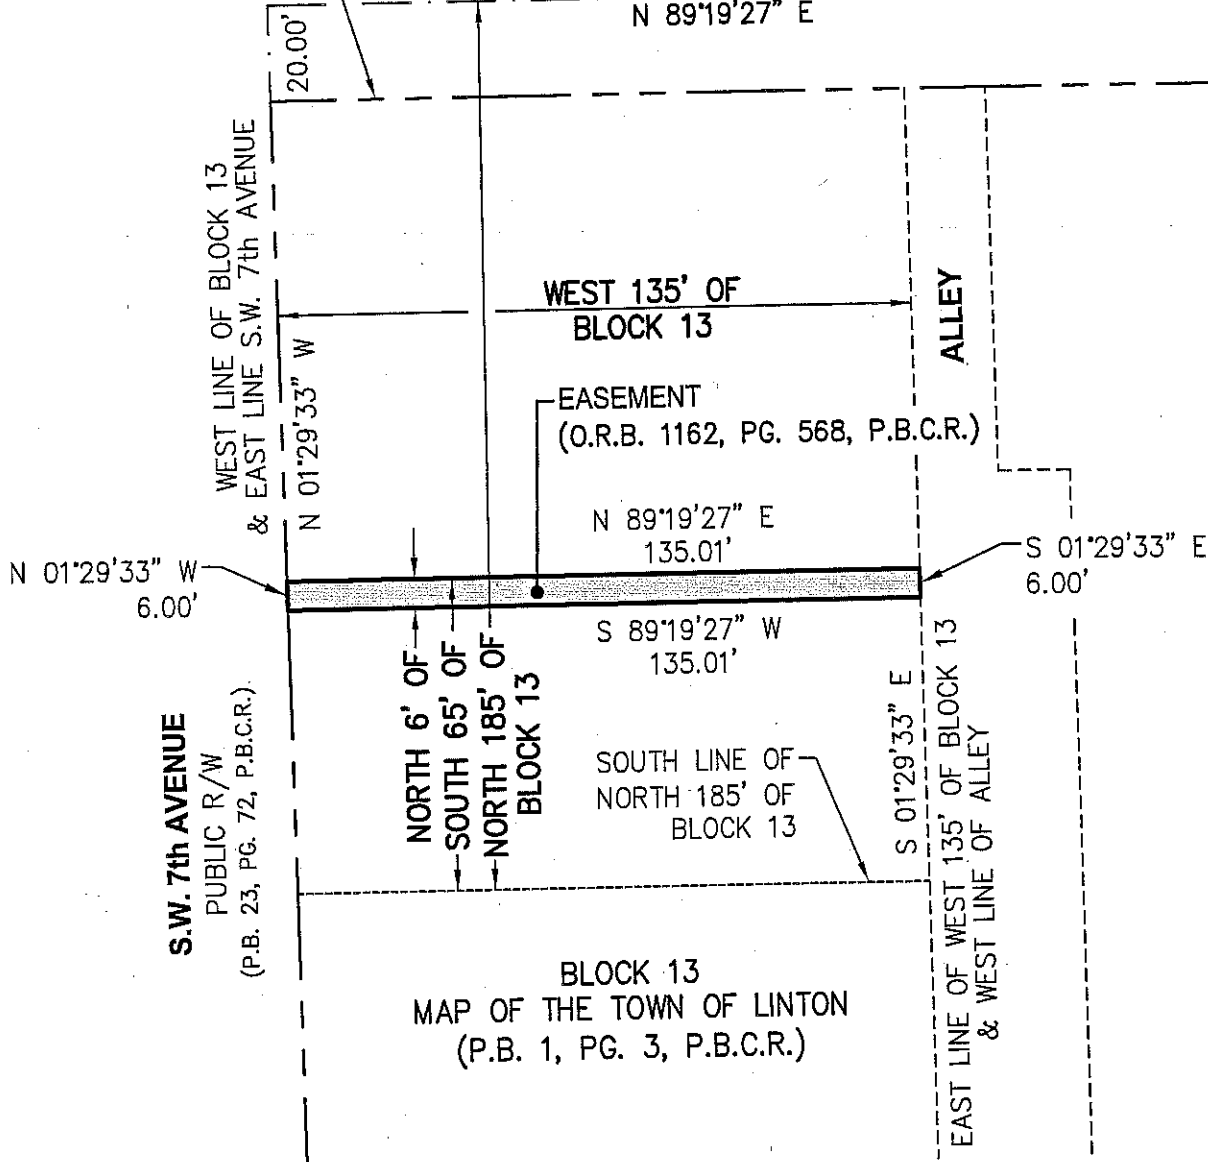 N 89°19'27" E
20.00'
WEST LINE OF BLOCK 13
& EAST LINE S.W. 7th AVENUE
N 01°29'33" W
WEST 135' OF
BLOCK 13
ALLEY
EASEMENT
(O.R.B. 1162, PG. 568, P.B.C.R.)
N 89°19'27" E
135.01'
N 01°29'33" W
6.00'
S 01°29'33" E
6.00'
S 89°19'27" W
135.01'
NORTH 6' OF
SOUTH 65' OF
NORTH 185' OF
BLOCK 13
SOUTH LINE OF
NORTH 185' OF
BLOCK 13
S 01°29'33" E
EAST LINE OF WEST 135' OF BLOCK 13
& WEST LINE OF ALLEY
S.W. 7th AVENUE
PUBLIC R/W
(P.B. 23, PG. 72, P.B.C.R.)
BLOCK 13
MAP OF THE TOWN OF LINTON
(P.B. 1, PG. 3, P.B.C.R.)